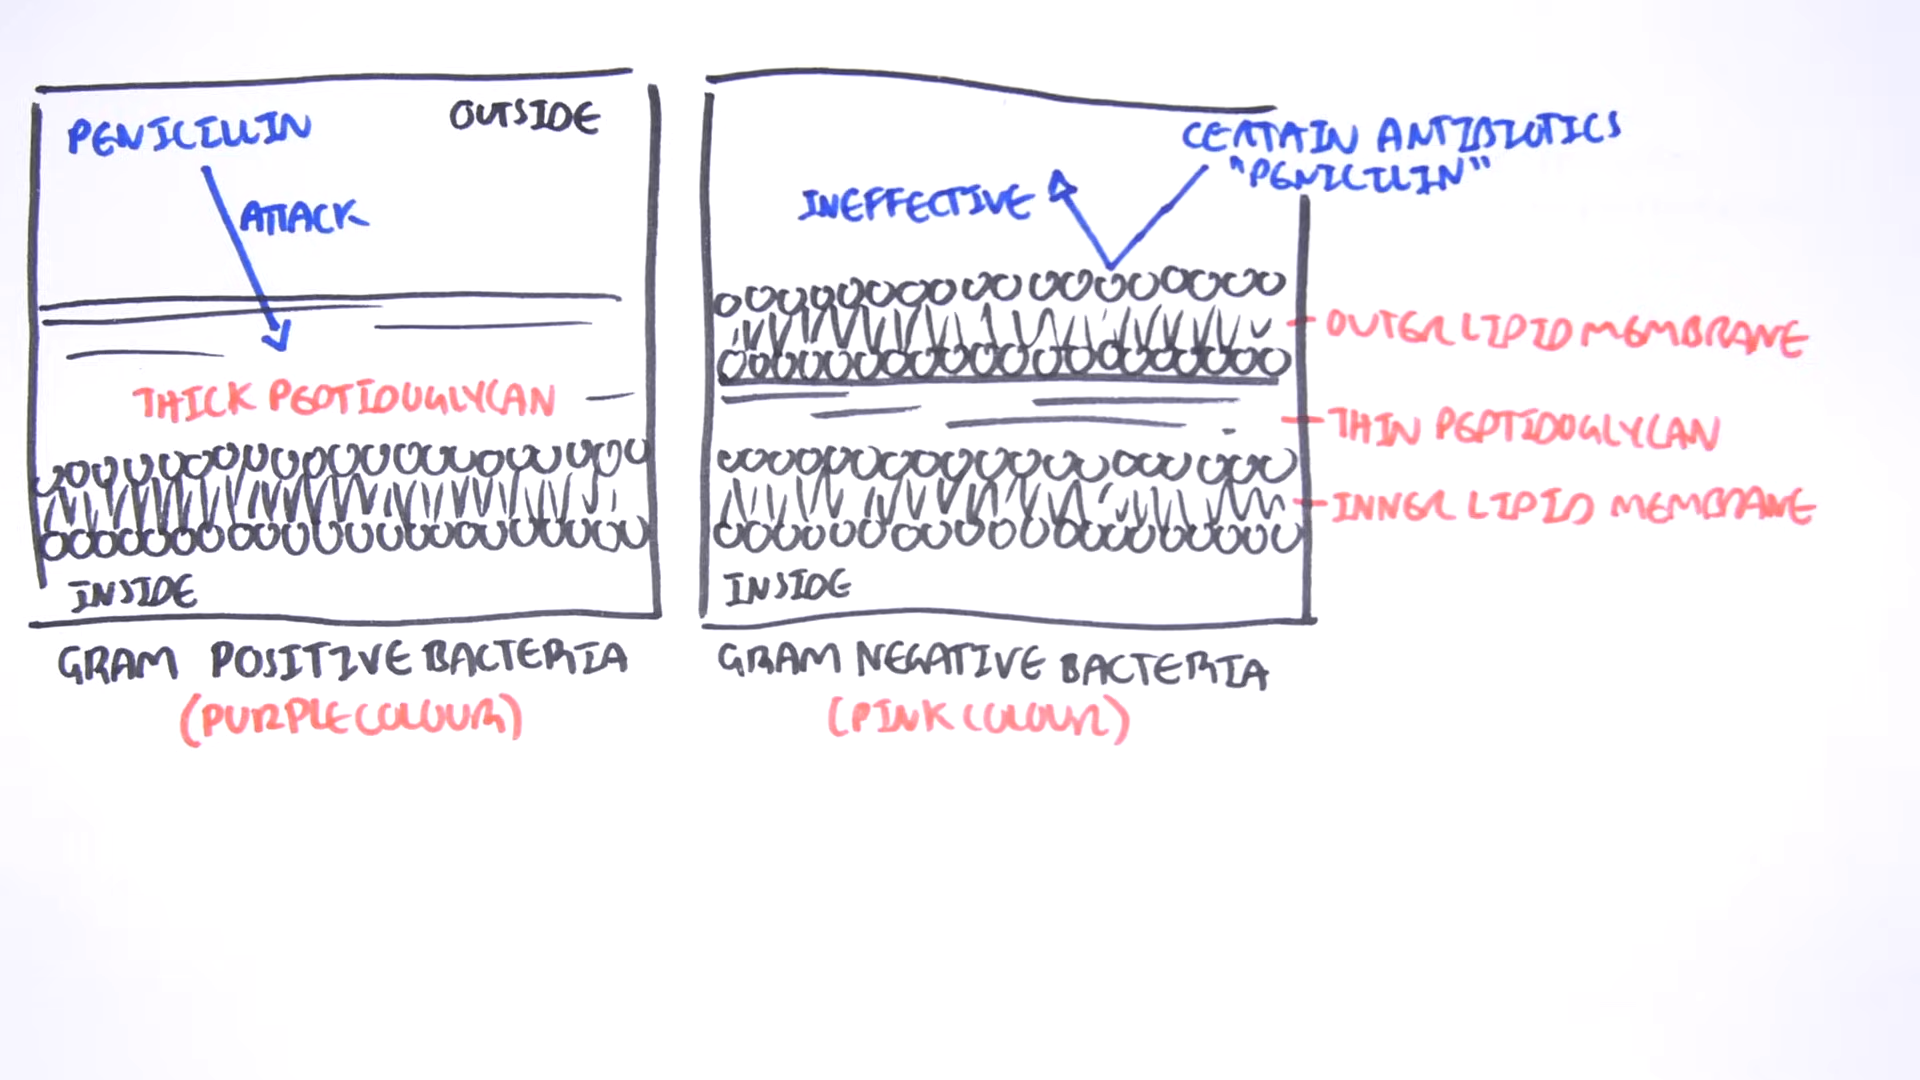 PENICILLIN
OUTSIDE
ATTACK
THICK PEPTIDOGLYCAN
INSIDE
GRAM POSITIVE BACTERIA
(PURPLE COLOUR)
CERTAIN ANTIBIOTICS
"PENICILIN"
INEFFECTIVE
OUTER LIPID MEMBRANE
THIN PEPTIDOGLYCAN
INNER LIPID MEMBRANE
INSIDE
GRAM NEGATIVE BACTERIA
(PINK COLOUR)